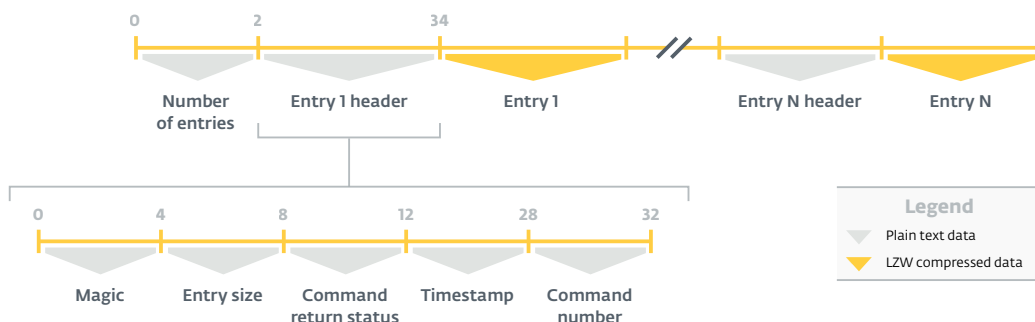 0 2 34
Number Entry 1 header Entry 1 Entry N header Entry N
of entries
0 4 8 12 28 32
Magic Entry size Command Timestamp Command
return status number
Legend
Plain text data
LZW compressed data